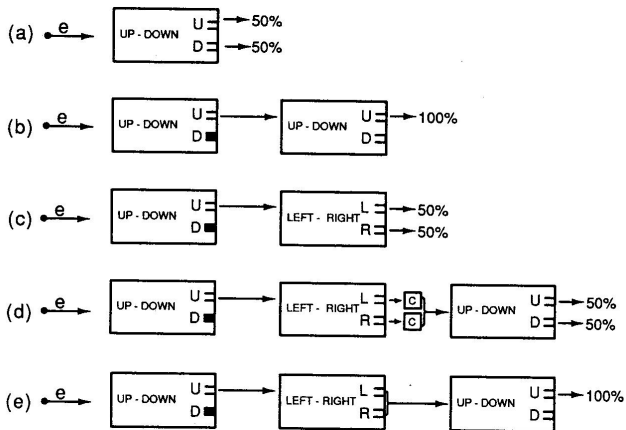 (a) e UP - DOWN U 50%
D 50%
(b) e UP - DOWN U D UP - DOWN U 100%
D
(c) e UP - DOWN U D LEFT - RIGHT L 50%
R 50%
(d) e UP - DOWN U D LEFT - RIGHT L C R C UP - DOWN U 50%
D 50%
(e) e UP - DOWN U D LEFT - RIGHT L R UP - DOWN U 100%
D